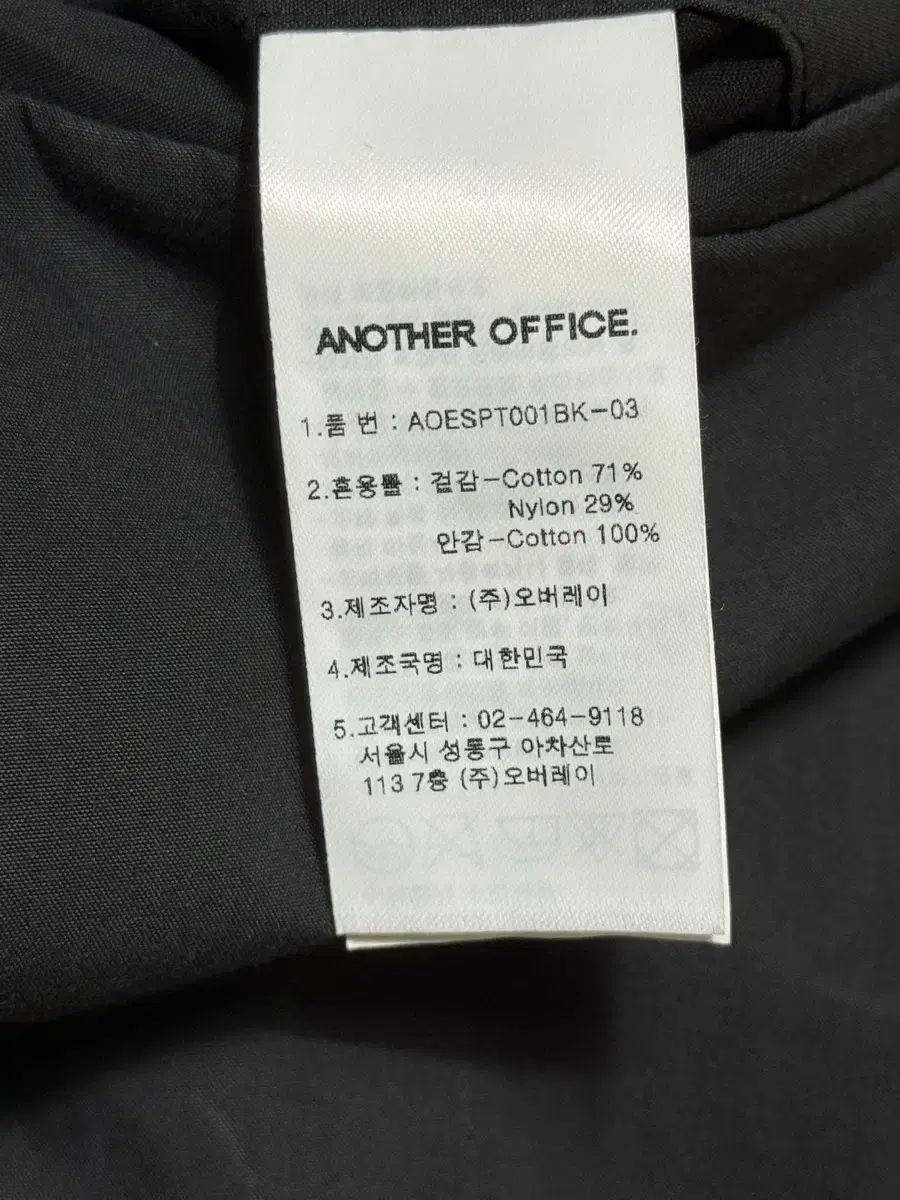 ANOTHER OFFICE.
1.품 번 : AOESPT001BK-03
2.혼용률 : 겉감-Cotton 71%
Nylon 29%
안감-Cotton 100%
3.제조자명 : (주)오버레이
4.제조국명 : 대한민국
5.고객센터 : 02-464-9118
서울시 성동구 아차산로
113 7층 (주)오버레이